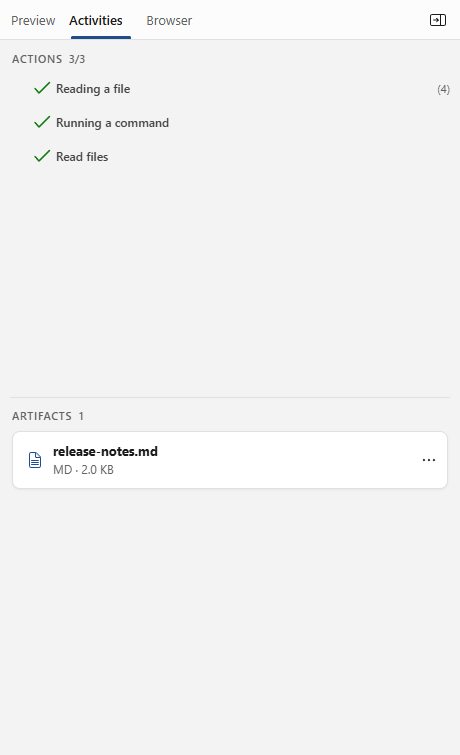 Preview Activities Browser
ACTIONS 3/3
Reading a file (4)
Running a command
Read files
ARTIFACTS 1
release-notes.md
MD · 2.0 KB